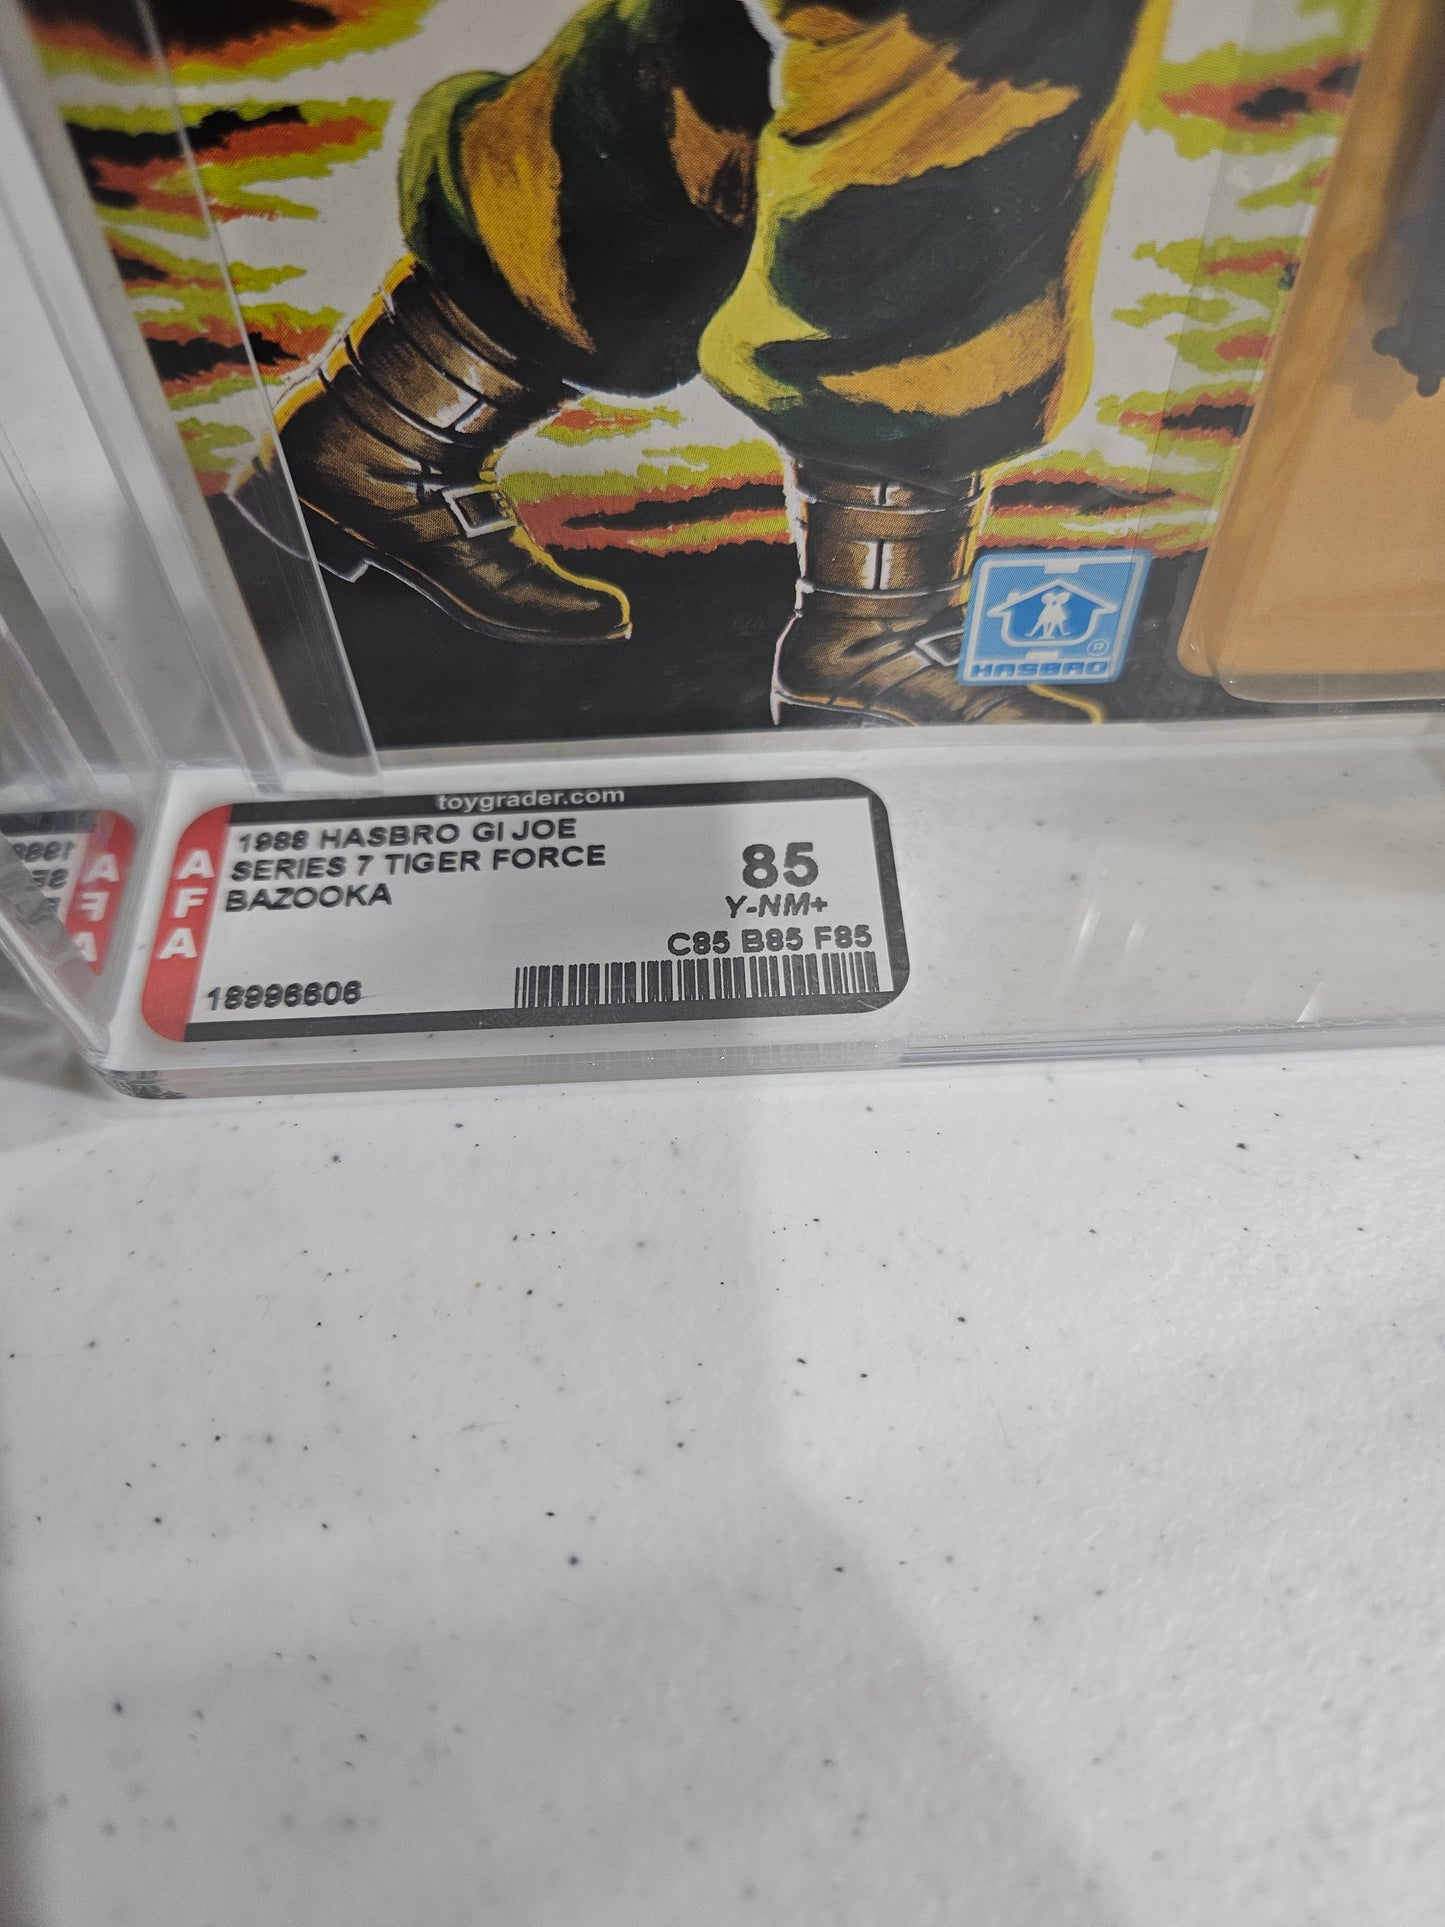 HASBRO
®
toygrader.com
AFA
1988 HASBRO GI JOE
SERIES 7 TIGER FORCE
BAZOOKA
85
Y-NM+
C85 B85 F85
18996606